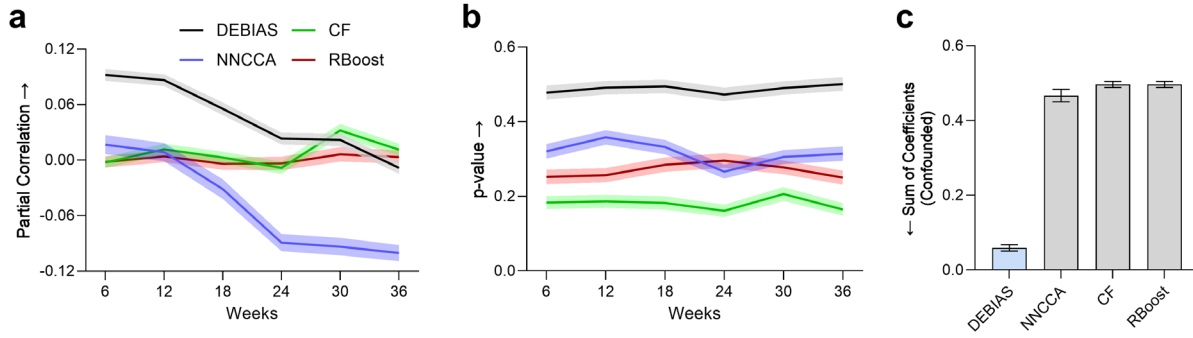 a
DEBIAS
CF
NNCCA
RBoost
Partial Correlation →
0.12
0.06
0.00
-0.06
-0.12
6 12 18 24 30 36
Weeks
b
p-value →
0.6
0.4
0.2
0.0
6 12 18 24 30 36
Weeks
c
← Sum of Coefficients
(Confounded)
0.6
0.4
0.2
0.0
DEBIAS
NNCCA
CF
RBoost